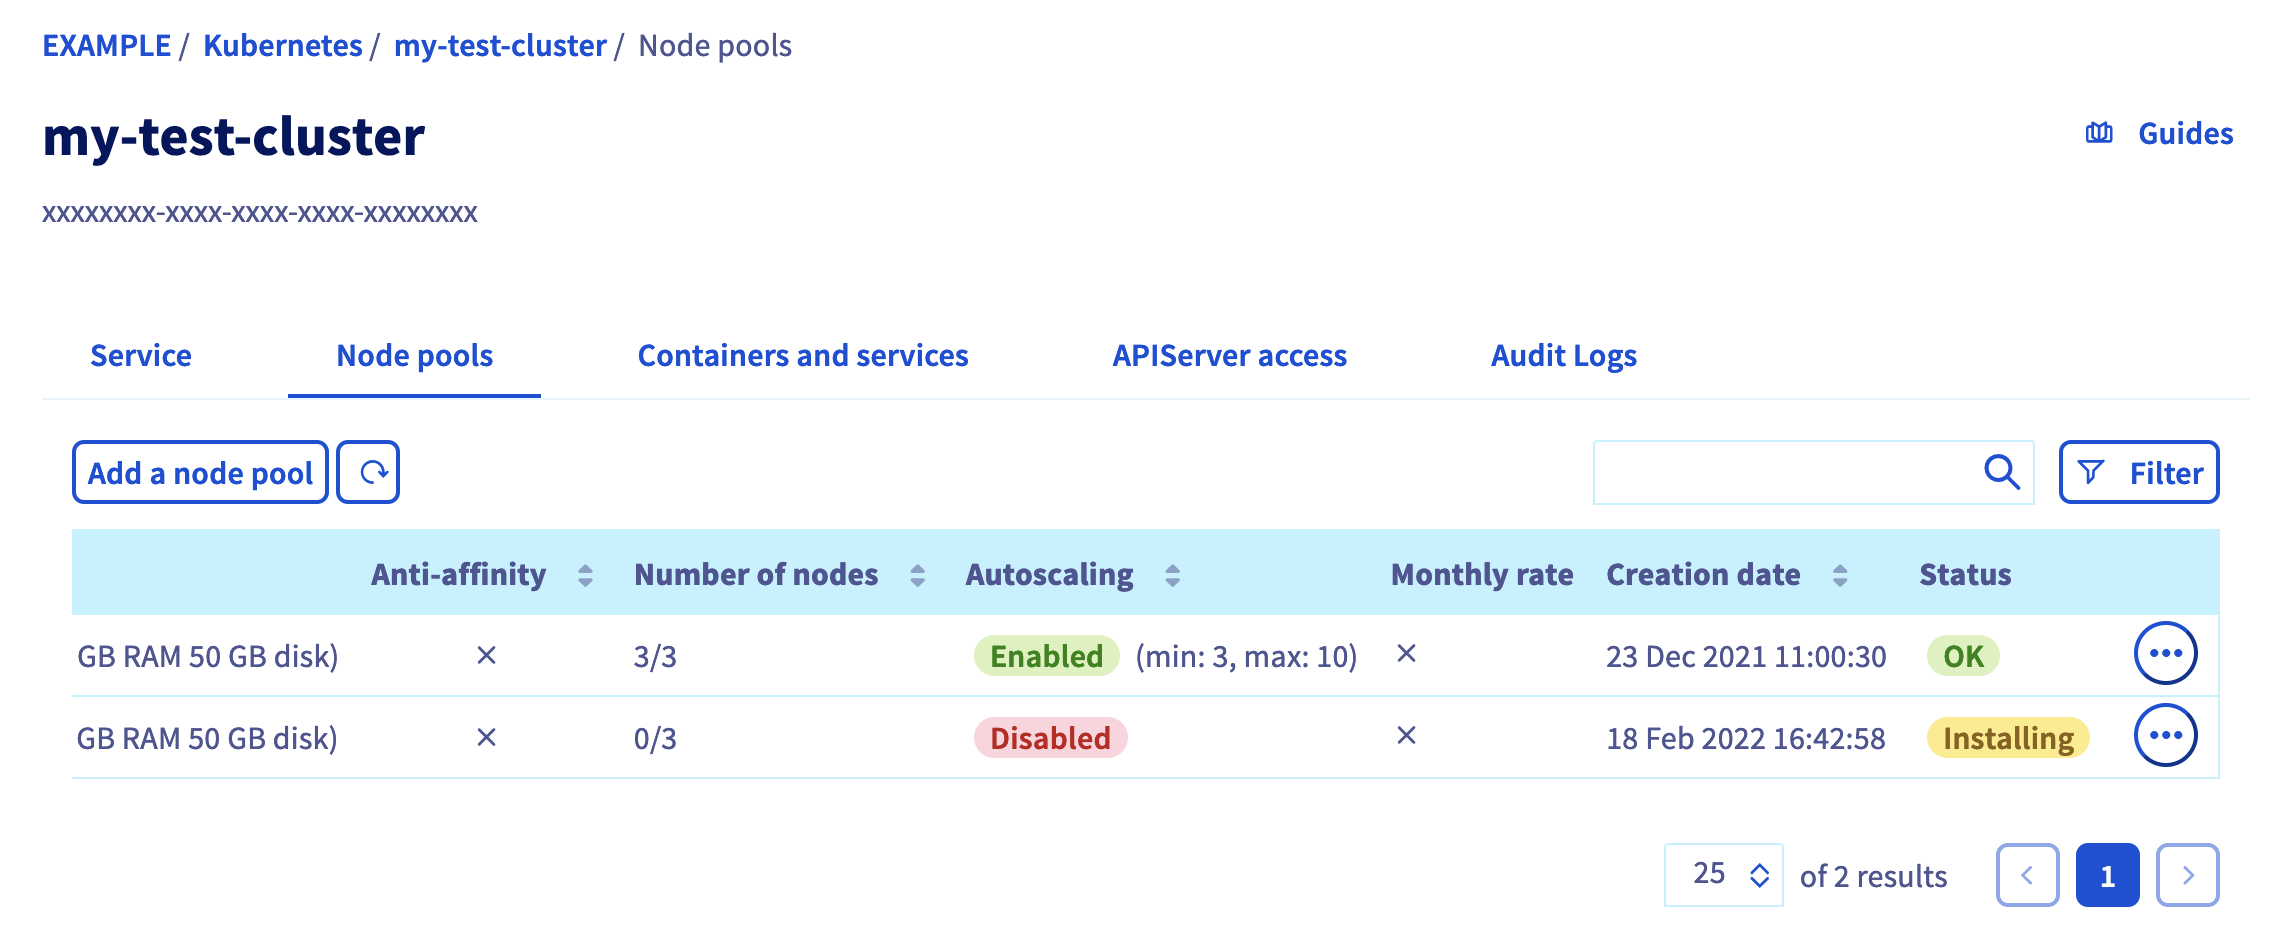 EXAMPLE / Kubernetes / my-test-cluster / Node pools
my-test-cluster
Guides
xxxxxxxx-xxxx-xxxx-xxxx-xxxxxxxx
Service Node pools Containers and services APIServer access Audit Logs
Add a node pool Filter
Anti-affinity Number of nodes Autoscaling Monthly rate Creation date Status
GB RAM 50 GB disk) 3/3 Enabled (min: 3, max: 10) 23 Dec 2021 11:00:30 OK
GB RAM 50 GB disk) 0/3 Disabled 18 Feb 2022 16:42:58 Installing
25 of 2 results 1